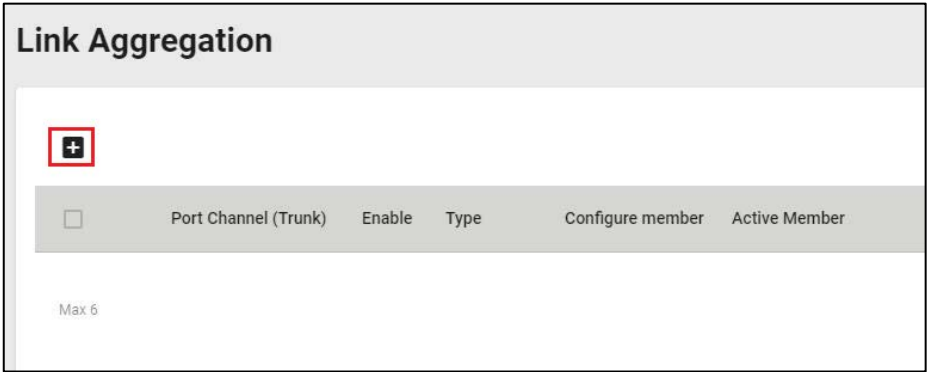 Link Aggregation
Port Channel (Trunk) Enable Type Configure member Active Member
Max 6